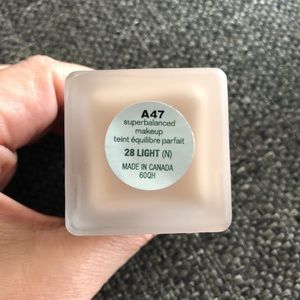 A47
superbalanced
makeup
teint équilibre parfait
28 LIGHT (N)
MADE IN CANADA
60QH